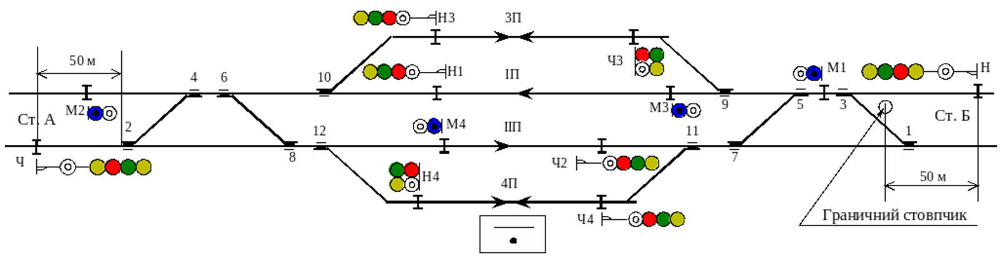 Н3
3П
50 м
Ч3
М1
Н
4
6
10
Н1
1П
М2
М3
9
5
3
Ст. А
2
М4
ІІП
11
Ст. Б
12
1
Ч
8
7
Ч2
Н4
4П
50 м
Ч4
Граничний стовпчик